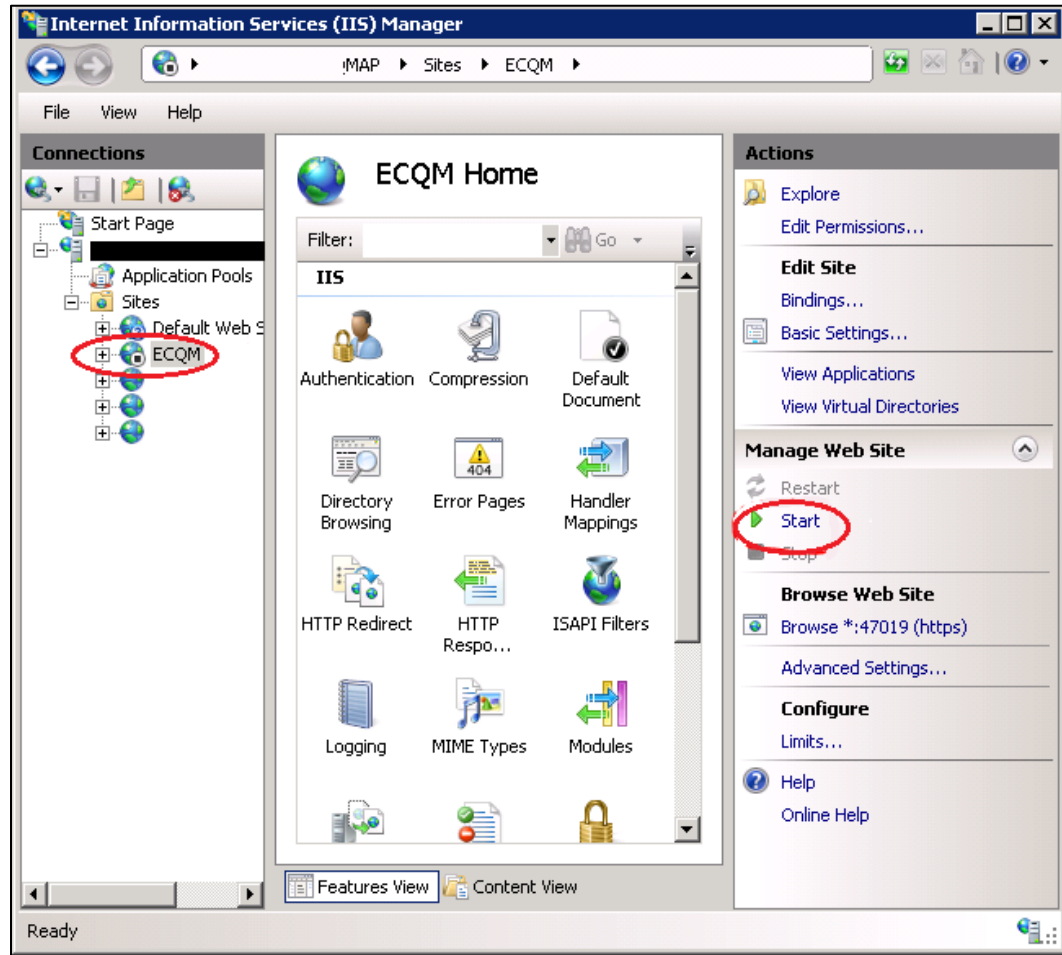 Internet Information Services (IIS) Manager
MAP Sites ECQM
File View Help
Connections
Start Page
Application Pools
Sites
Default Web S
ECQM
ECQM Home
Filter: Go
IIS
Authentication Compression Default Document
Directory Browsing Error Pages Handler Mappings
HTTP Redirect HTTP Respo... ISAPI Filters
Logging MIME Types Modules
Features View Content View
Actions
Explore
Edit Permissions...
Edit Site
Bindings...
Basic Settings...
View Applications
View Virtual Directories
Manage Web Site
Restart
Start
Stop
Browse Web Site
Browse *:47019 (https)
Advanced Settings...
Configure
Limits...
Help
Online Help
Ready